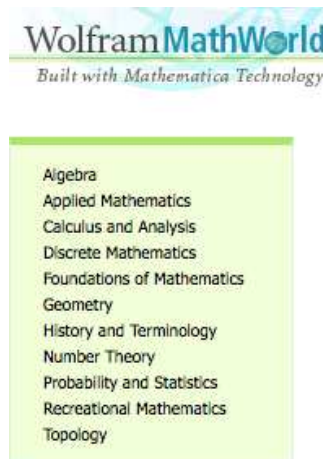 Wolfram MathWorld
Built with Mathematica Technology
Algebra
Applied Mathematics
Calculus and Analysis
Discrete Mathematics
Foundations of Mathematics
Geometry
History and Terminology
Number Theory
Probability and Statistics
Recreational Mathematics
Topology